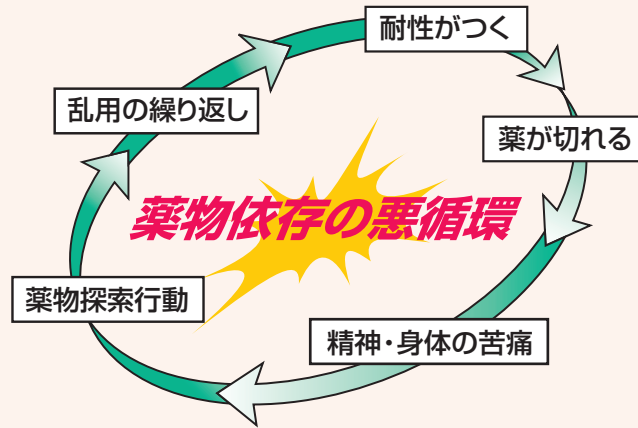 耐性がつく
乱用の繰り返し
薬が切れる
薬物依存の悪循環
薬物探索行動
精神・身体の苦痛